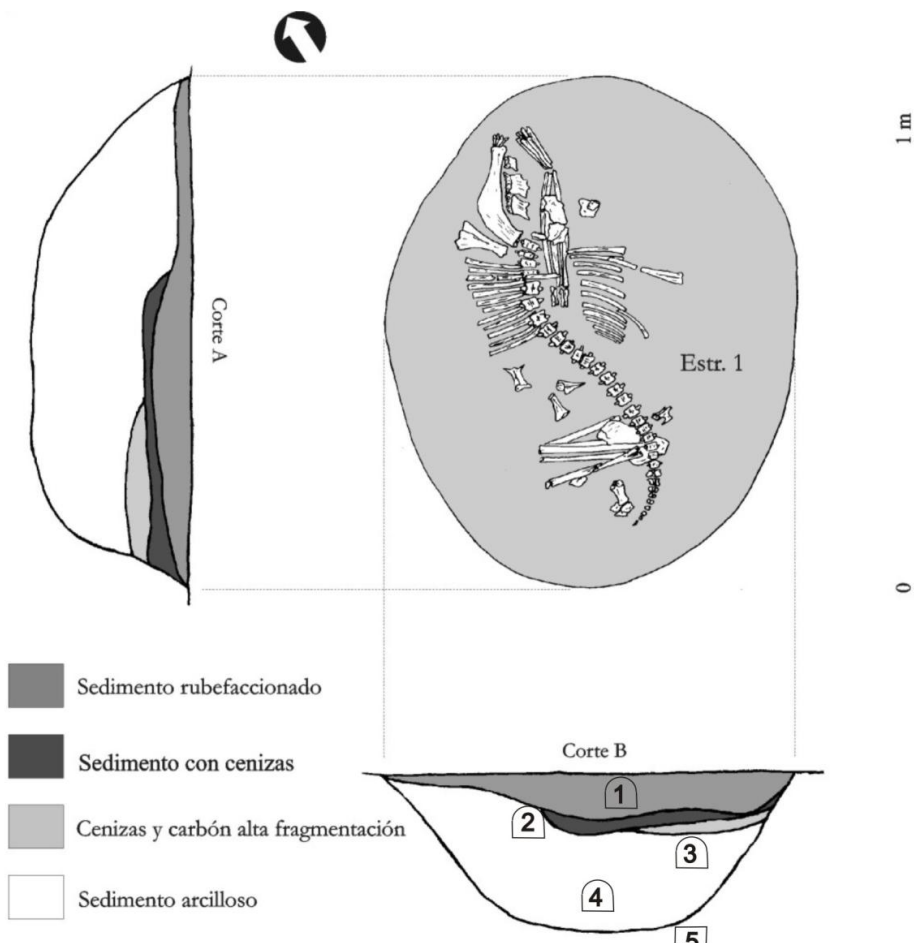 1 m
Corte A
Estr. 1
0
Sedimento rubefaccionado
Sedimento con cenizas
Cenizas y carbón alta fragmentación
Sedimento arcilloso
Corte B
1
2
3
4
5